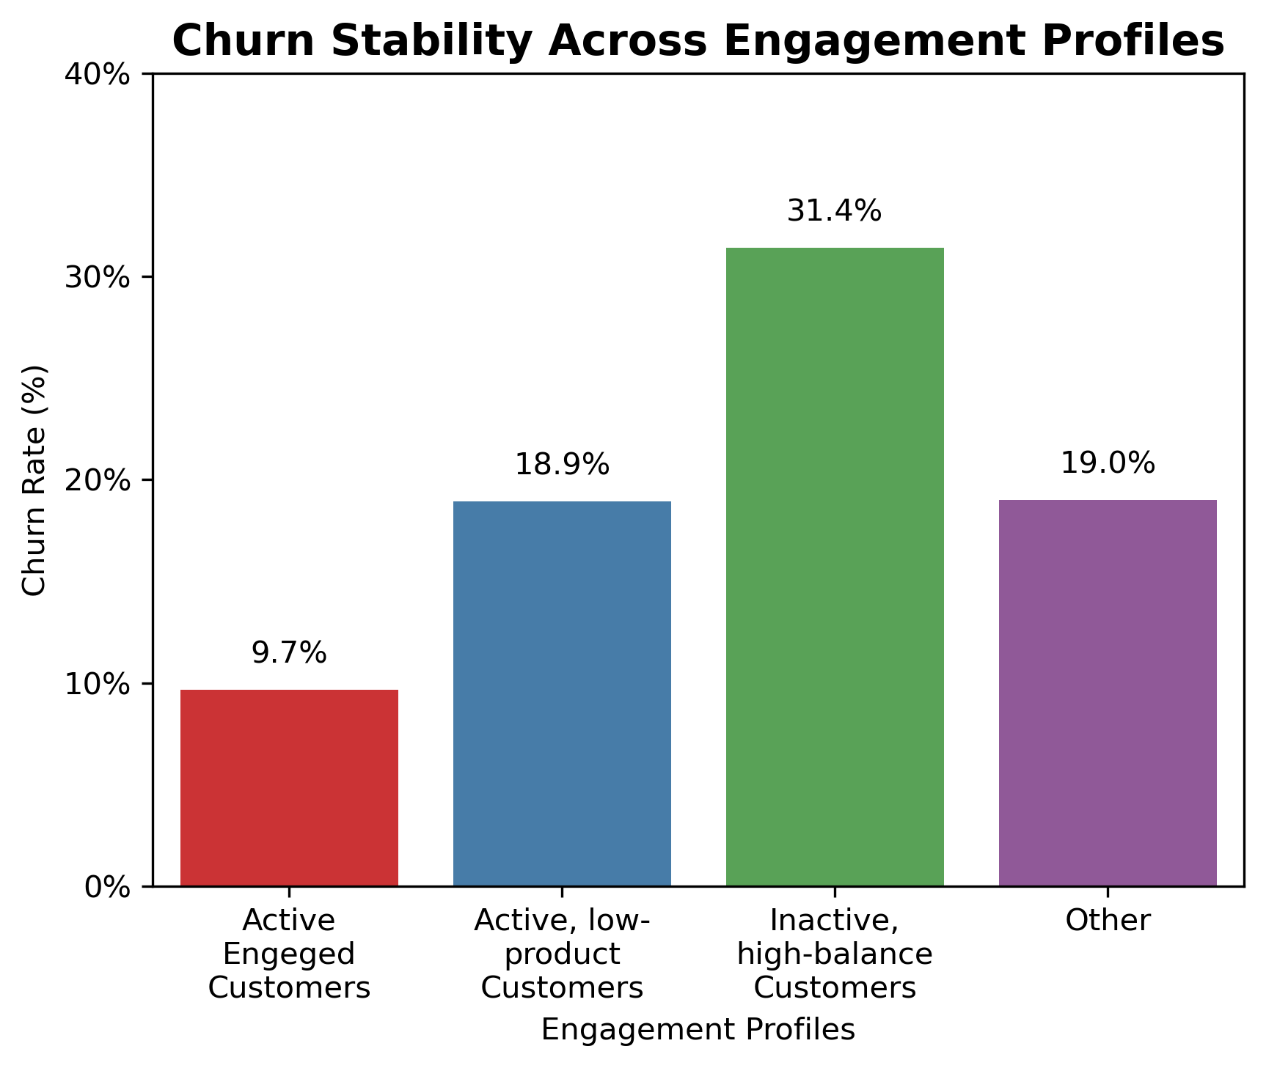 Churn Stability Across Engagement Profiles
40%
30%
20%
10%
0%
Churn Rate (%)
9.7%
18.9%
31.4%
19.0%
Active
Engeged
Customers
Active, low-
product
Customers
Inactive,
high-balance
Customers
Other
Engagement Profiles